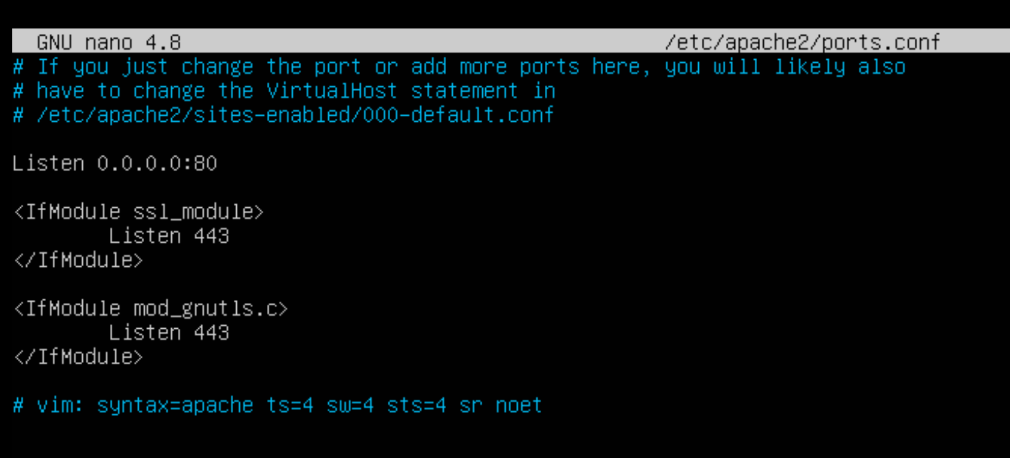 GNU nano 4.8 /etc/apache2/ports.conf
# If you just change the port or add more ports here, you will likely also
# have to change the VirtualHost statement in
# /etc/apache2/sites-enabled/000-default.conf
Listen 0.0.0.0:80
<IfModule ssl_module>
Listen 443
</IfModule>
<IfModule mod_gnutls.c>
Listen 443
</IfModule>
# vim: syntax=apache ts=4 sw=4 sts=4 sr noet